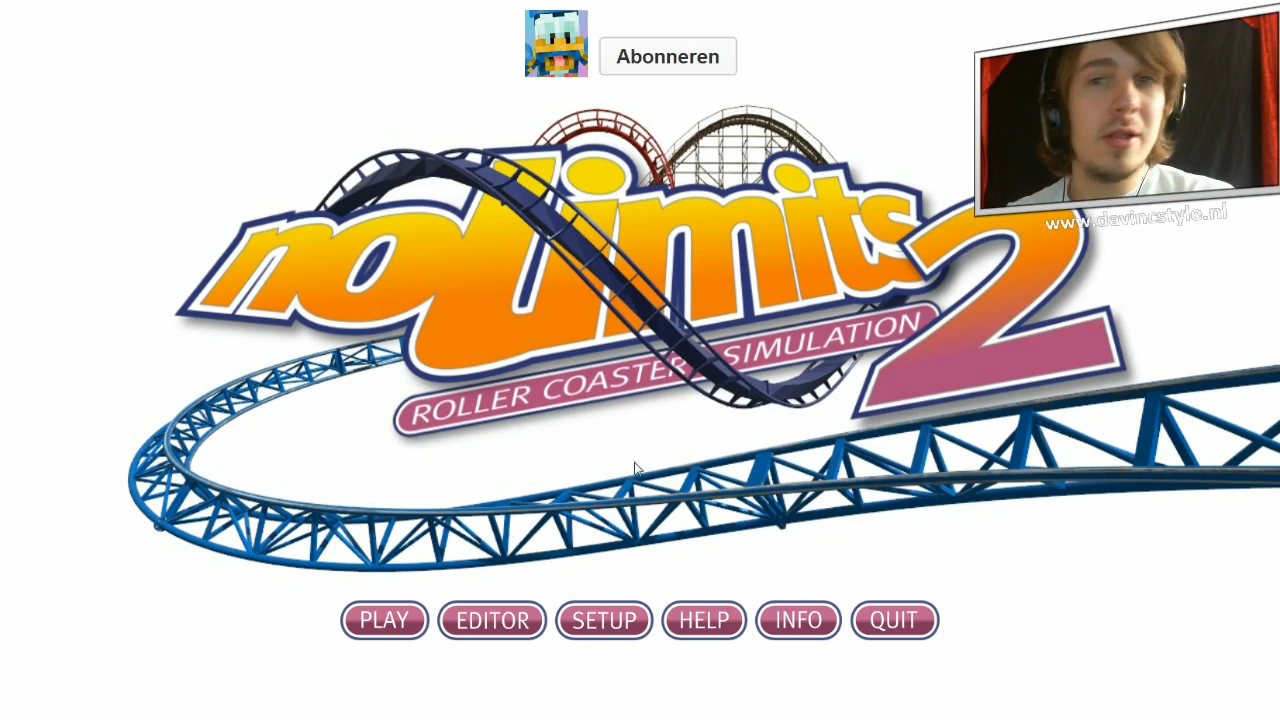 Abonneren
www.davincstyle.nl
noLimits 2
ROLLER COASTER SIMULATION
PLAY EDITOR SETUP HELP INFO QUIT